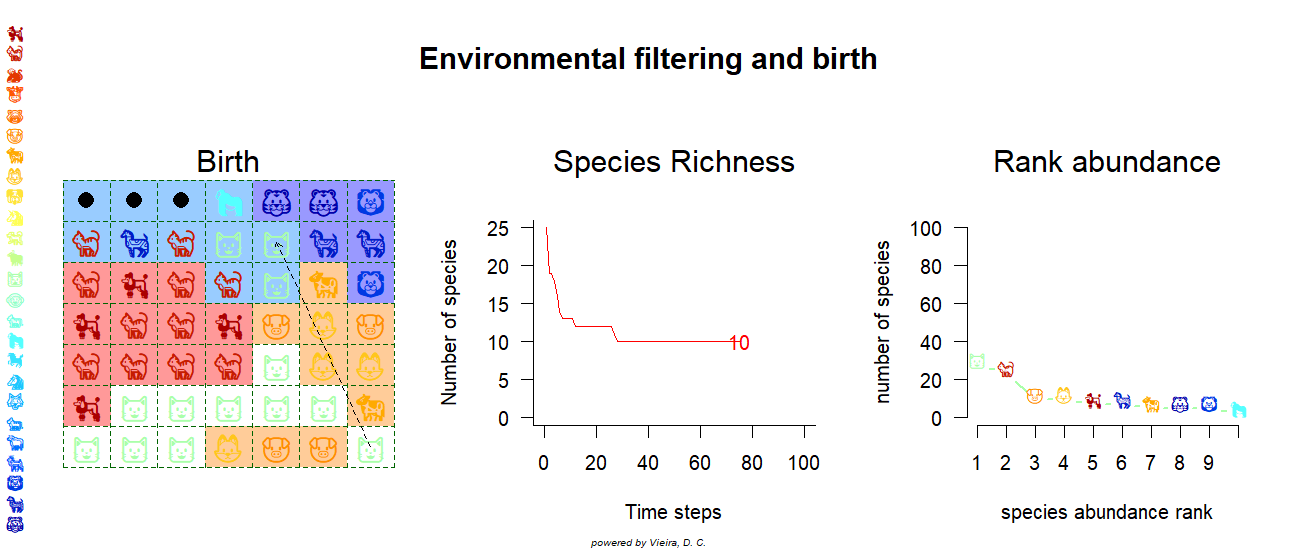 Environmental filtering and birth
Birth
Species Richness
Rank abundance
Number of species
25
20
15
10
5
0
10
0 20 40 60 80 100
Time steps
number of species
100
80
60
40
20
0
1 2 3 4 5 6 7 8 9
species abundance rank
powered by Vieira, D. C.